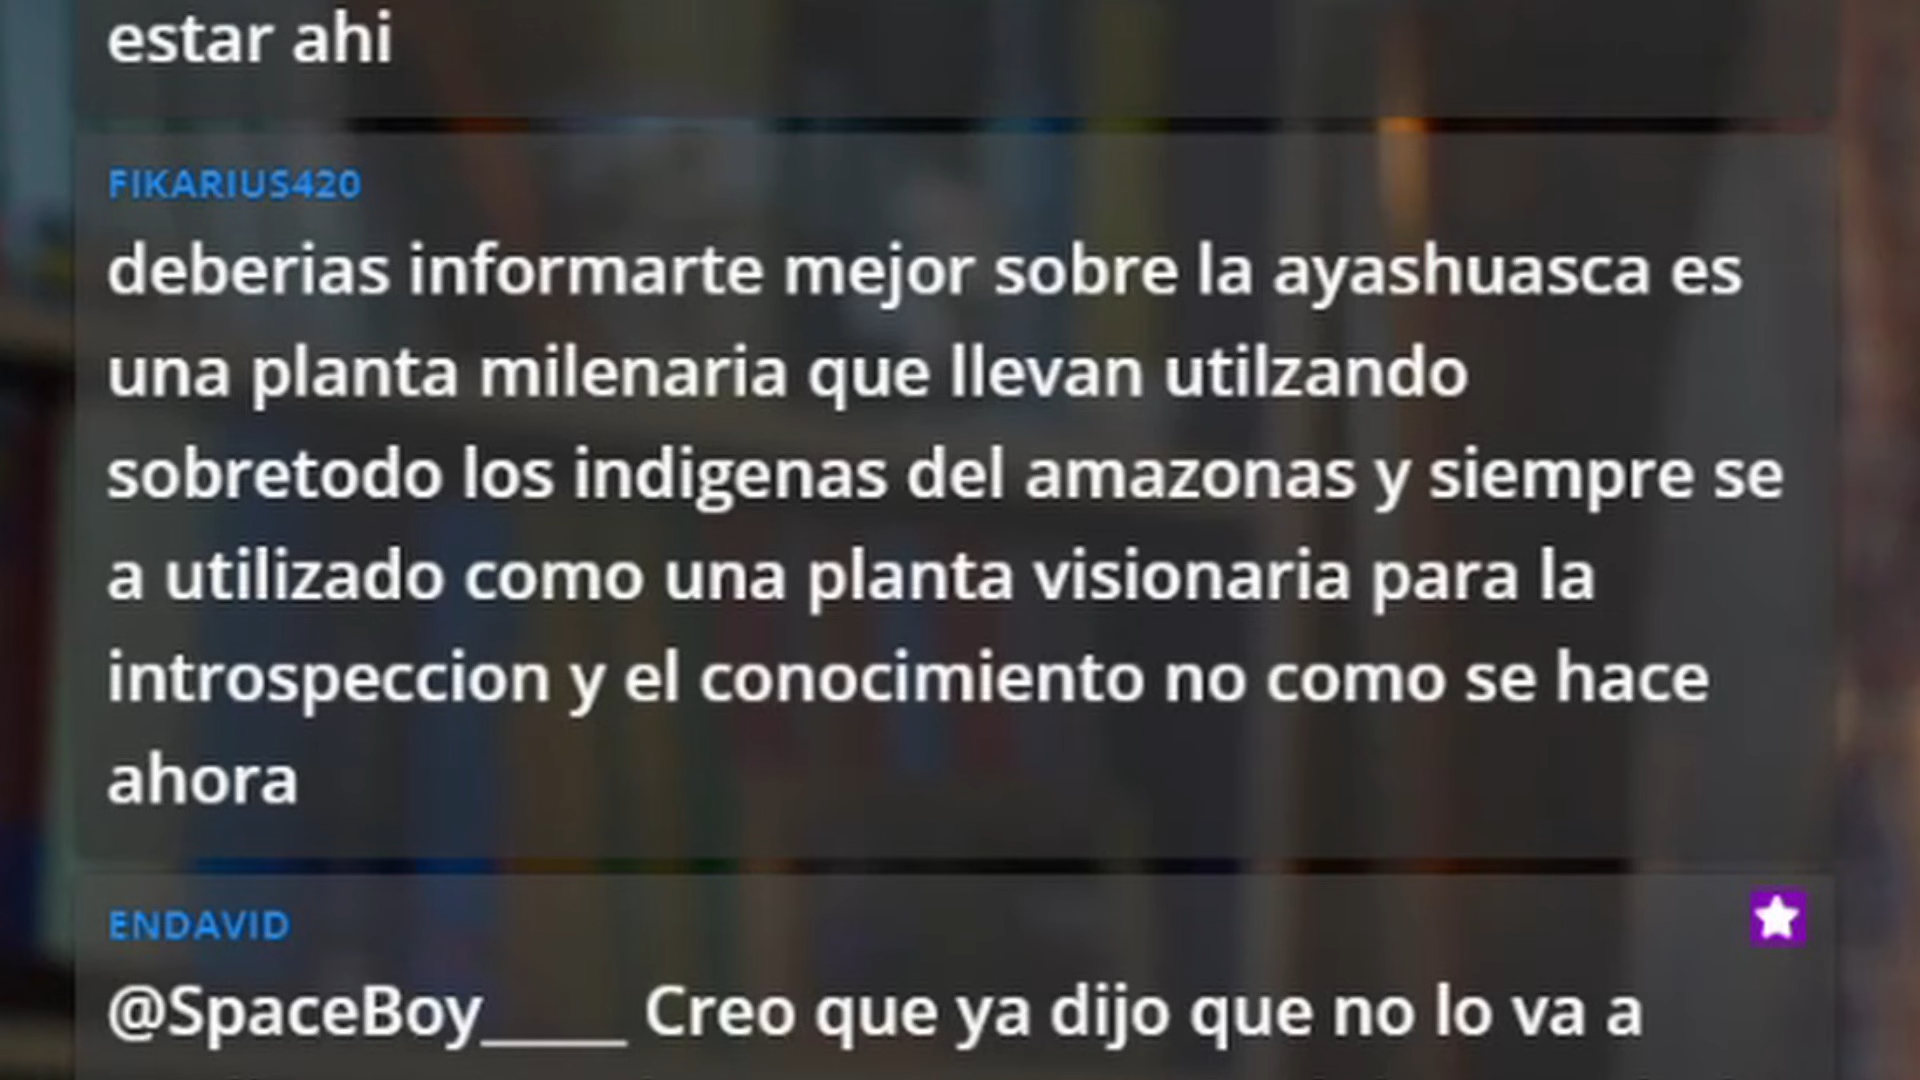 estar ahi
FIKARIUS420
deberias informarte mejor sobre la ayashuasca es
una planta milenaria que llevan utilzando
sobretodo los indigenas del amazonas y siempre se
a utilizado como una planta visionaria para la
introspeccion y el conocimiento no como se hace
ahora
ENDAVID
@SpaceBoy_____ Creo que ya dijo que no lo va a